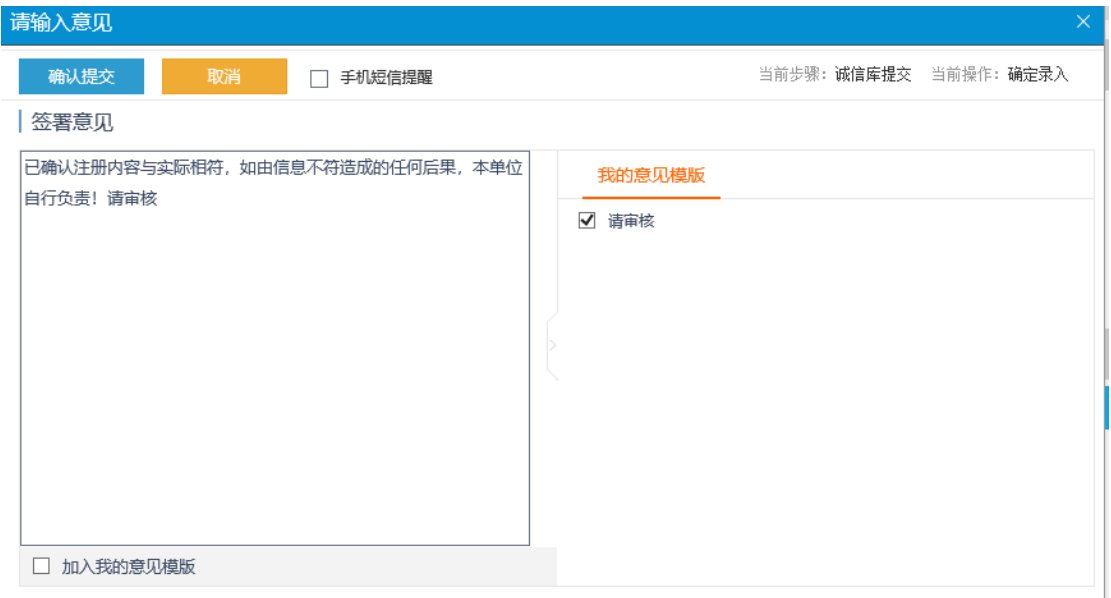 请输入意见
确认提交 取消 手机短信提醒 当前步骤：诚信库提交 当前操作：确定录入
签署意见
已确认注册内容与实际相符，如由信息不符造成的任何后果，本单位
自行负责！请审核
我的意见模版
请审核
加入我的意见模版